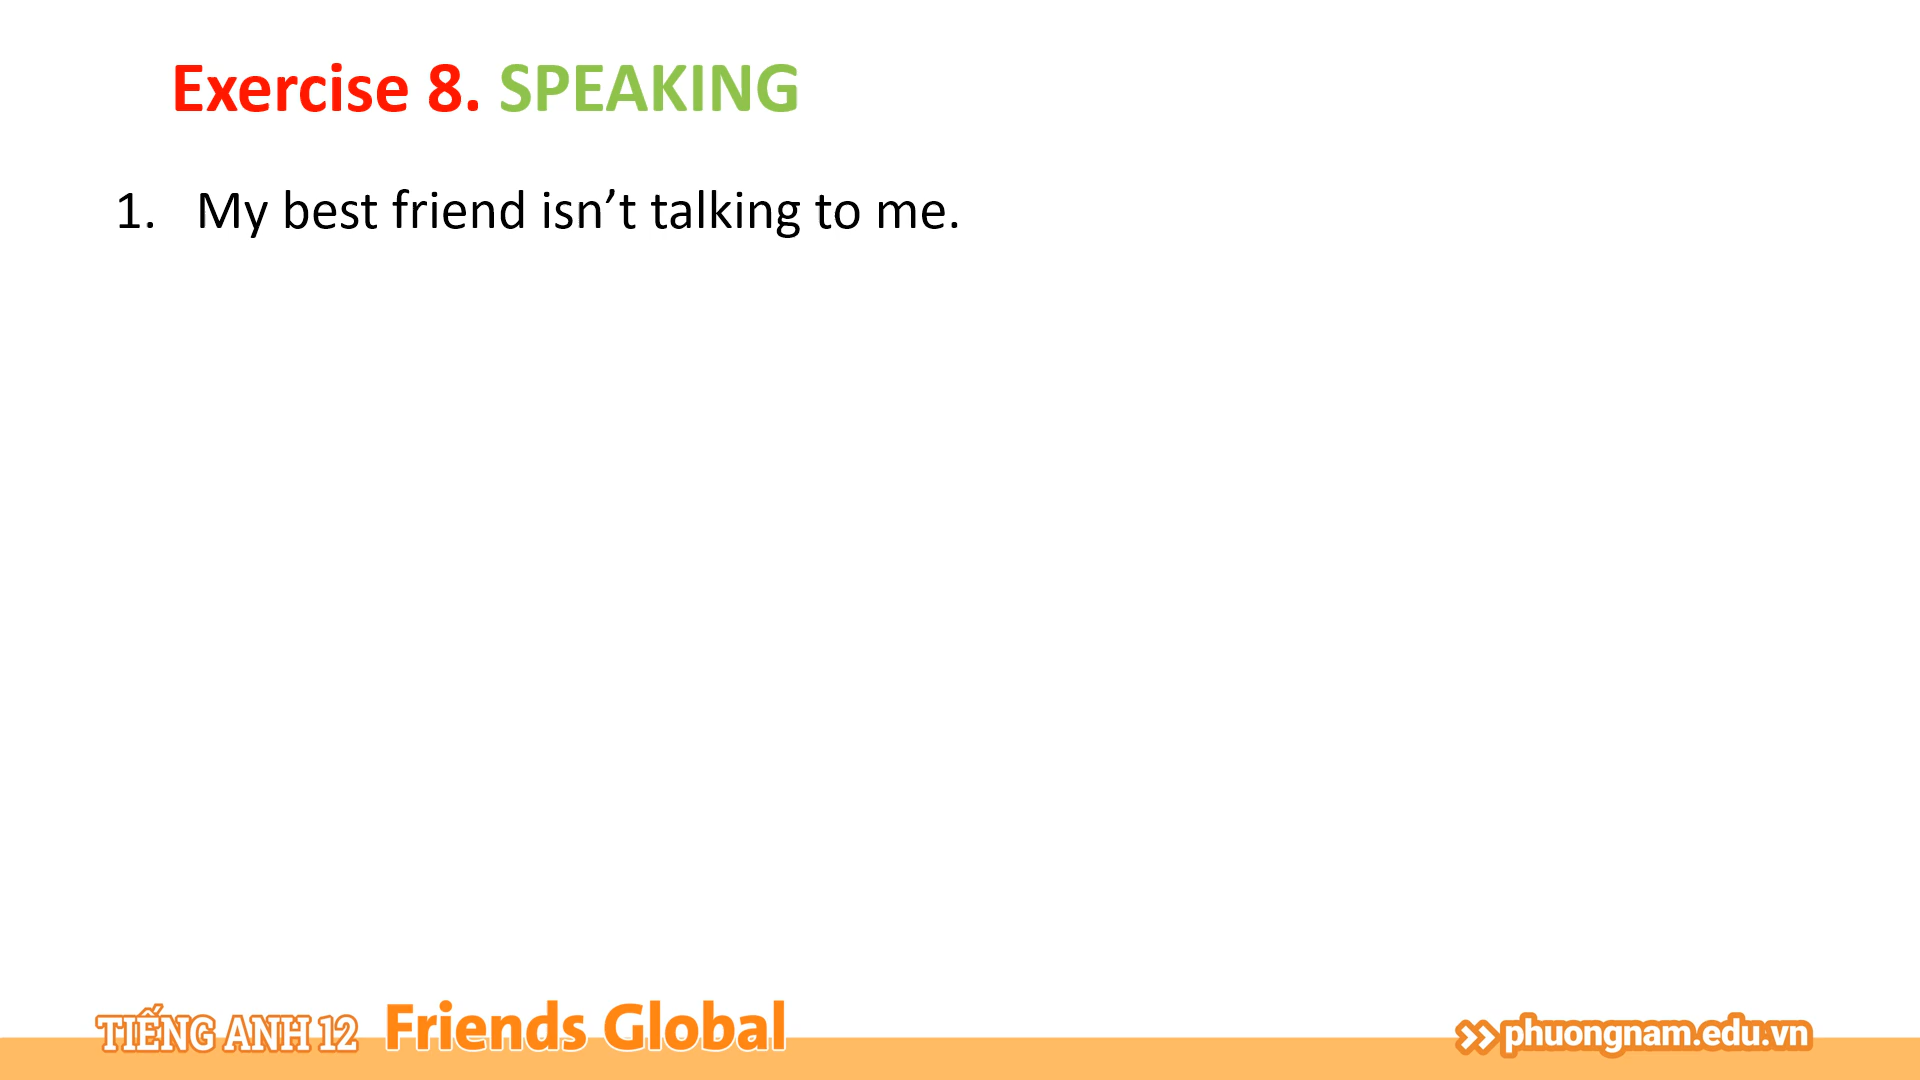 Exercise 8. SPEAKING
1. My best friend isn’t talking to me.
TIẾNG ANH 12 Friends Global
phuongnam.edu.vn